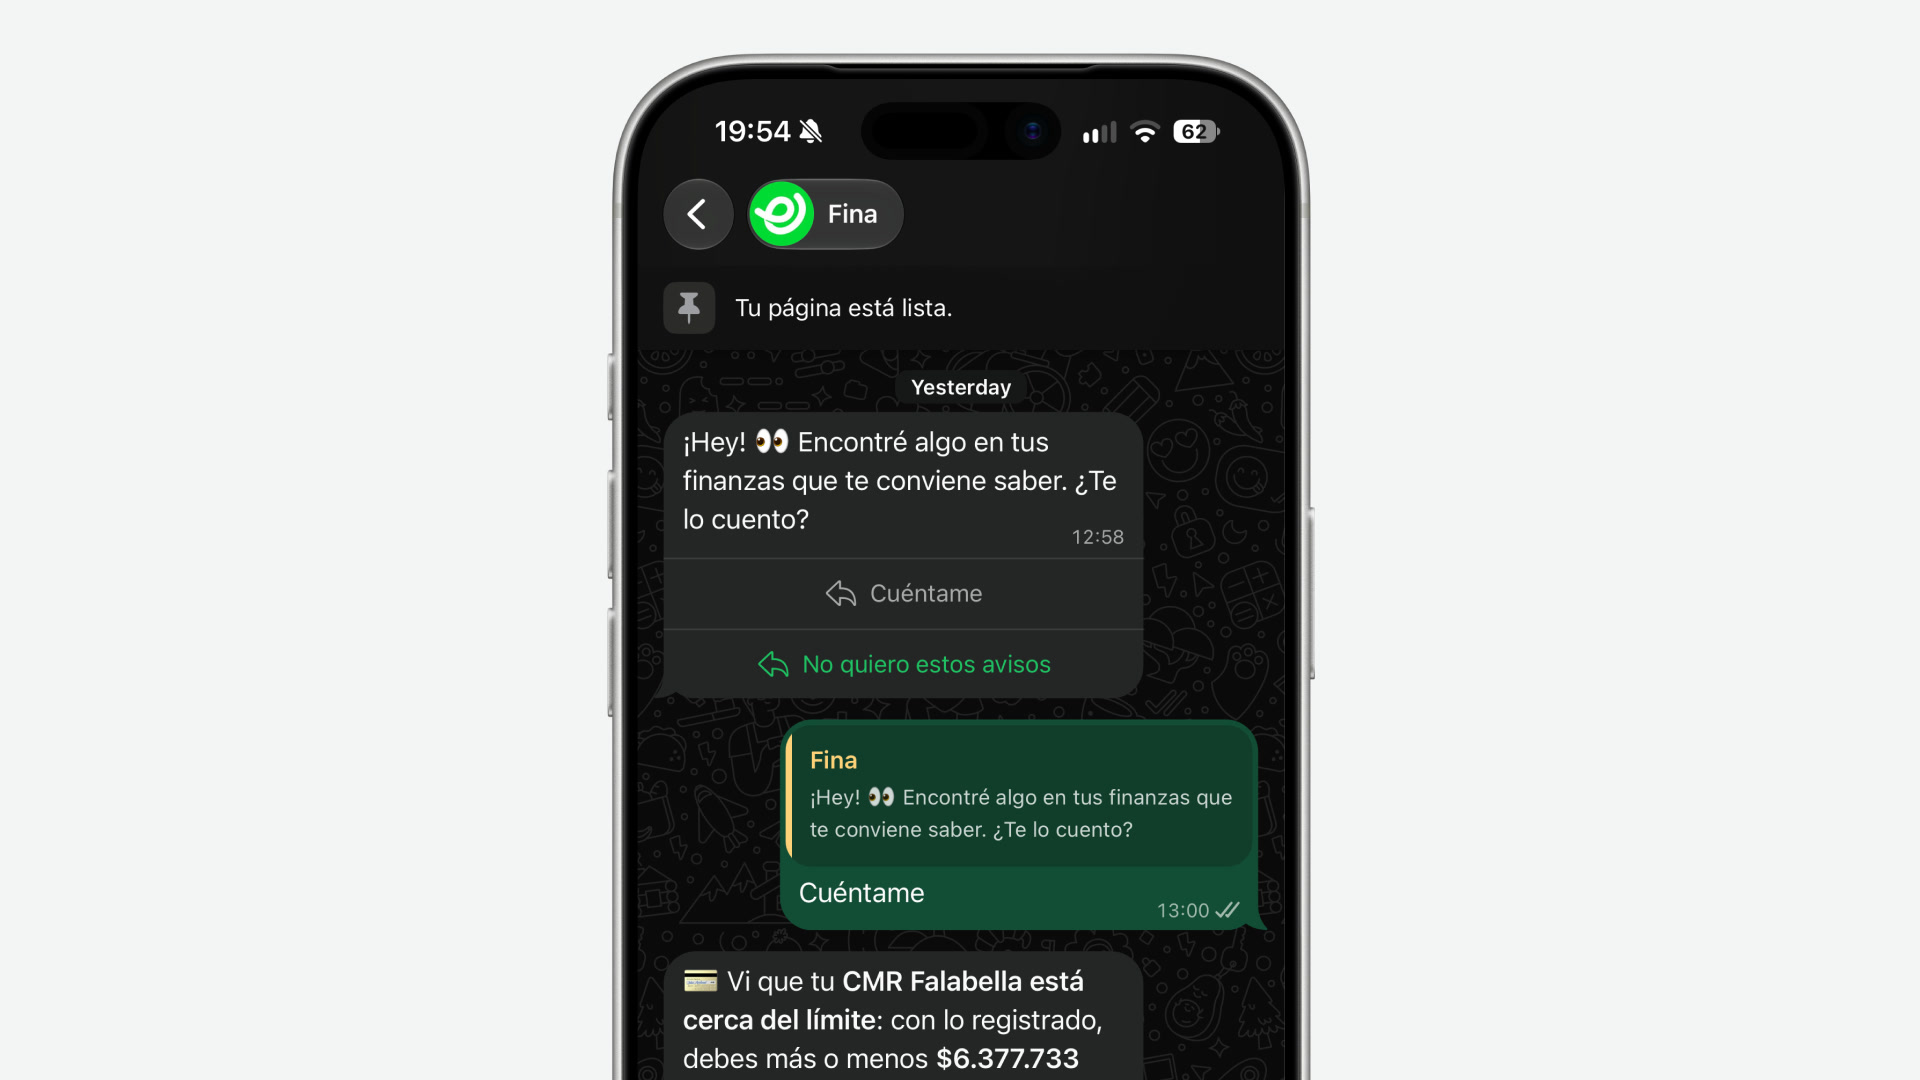 19:54
62
Fina
Tu página está lista.
Yesterday
¡Hey! 👀 Encontré algo en tus
finanzas que te conviene saber. ¿Te
lo cuento?
12:58
Cuéntame
No quiero estos avisos
Fina
¡Hey! 👀 Encontré algo en tus finanzas que
te conviene saber. ¿Te lo cuento?
Cuéntame
13:00
💳 Vi que tu CMR Falabella está
cerca del límite: con lo registrado,
debes más o menos $6.377.733